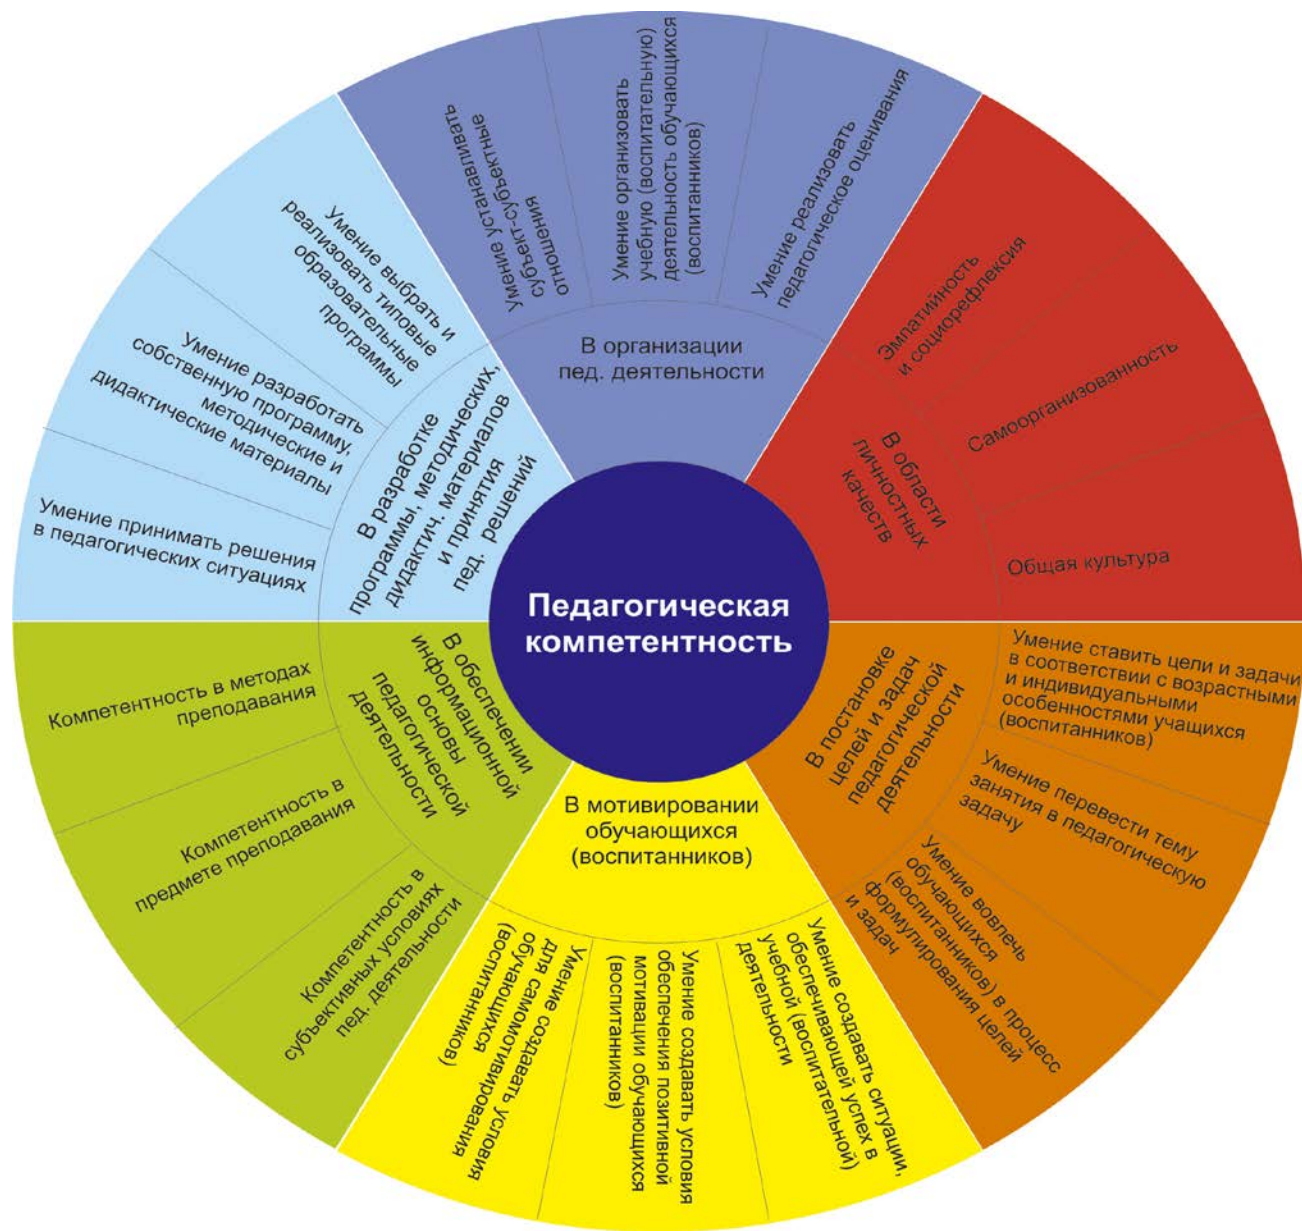 Педагогическая
компетентность
В организации
пед. деятельности
Умение устанавливать
субъект-субъектные
отношения
Умение организовать
учебную (воспитательную)
деятельность обучающихся
(воспитанников)
Умение реализовать
педагогическое оценивания
В области
личностных
качеств
Эмпатийность
и социорефлексия
Самоорганизованность
Общая культура
В постановке
целей и задач
педагогической
деятельности
Умение ставить цели и задачи
в соответствии с возрастными
и индивидуальными
особенностями учащихся
(воспитанников)
Умение перевести тему
занятия в педагогическую
задачу
Умение вовлечь
обучающихся
(воспитанников) в процесс
формулирования целей
и задач
В мотивировании
обучающихся
(воспитанников)
Умение создавать ситуации,
обеспечивающей успех в
учебной (воспитательной)
деятельности
Умение создавать условия
обеспечения позитивной
мотивации обучающихся
(воспитанников)
Умение создавать условия
для самомотивирования
обучающихся
(воспитанников)
В обеспечении
информационной
основы
педагогической
деятельности
Компетентность в
субъективных условиях
пед. деятельности
Компетентность в
предмете преподавания
Компетентность в методах
преподавания
В разработке
программы, методических,
дидактич. материалов
и принятия
пед. решений
Умение принимать решения
в педагогических ситуациях
Умение разработать
собственную программу,
методические и
дидактические материалы
Умение выбрать и
реализовать типовые
образовательные
программы